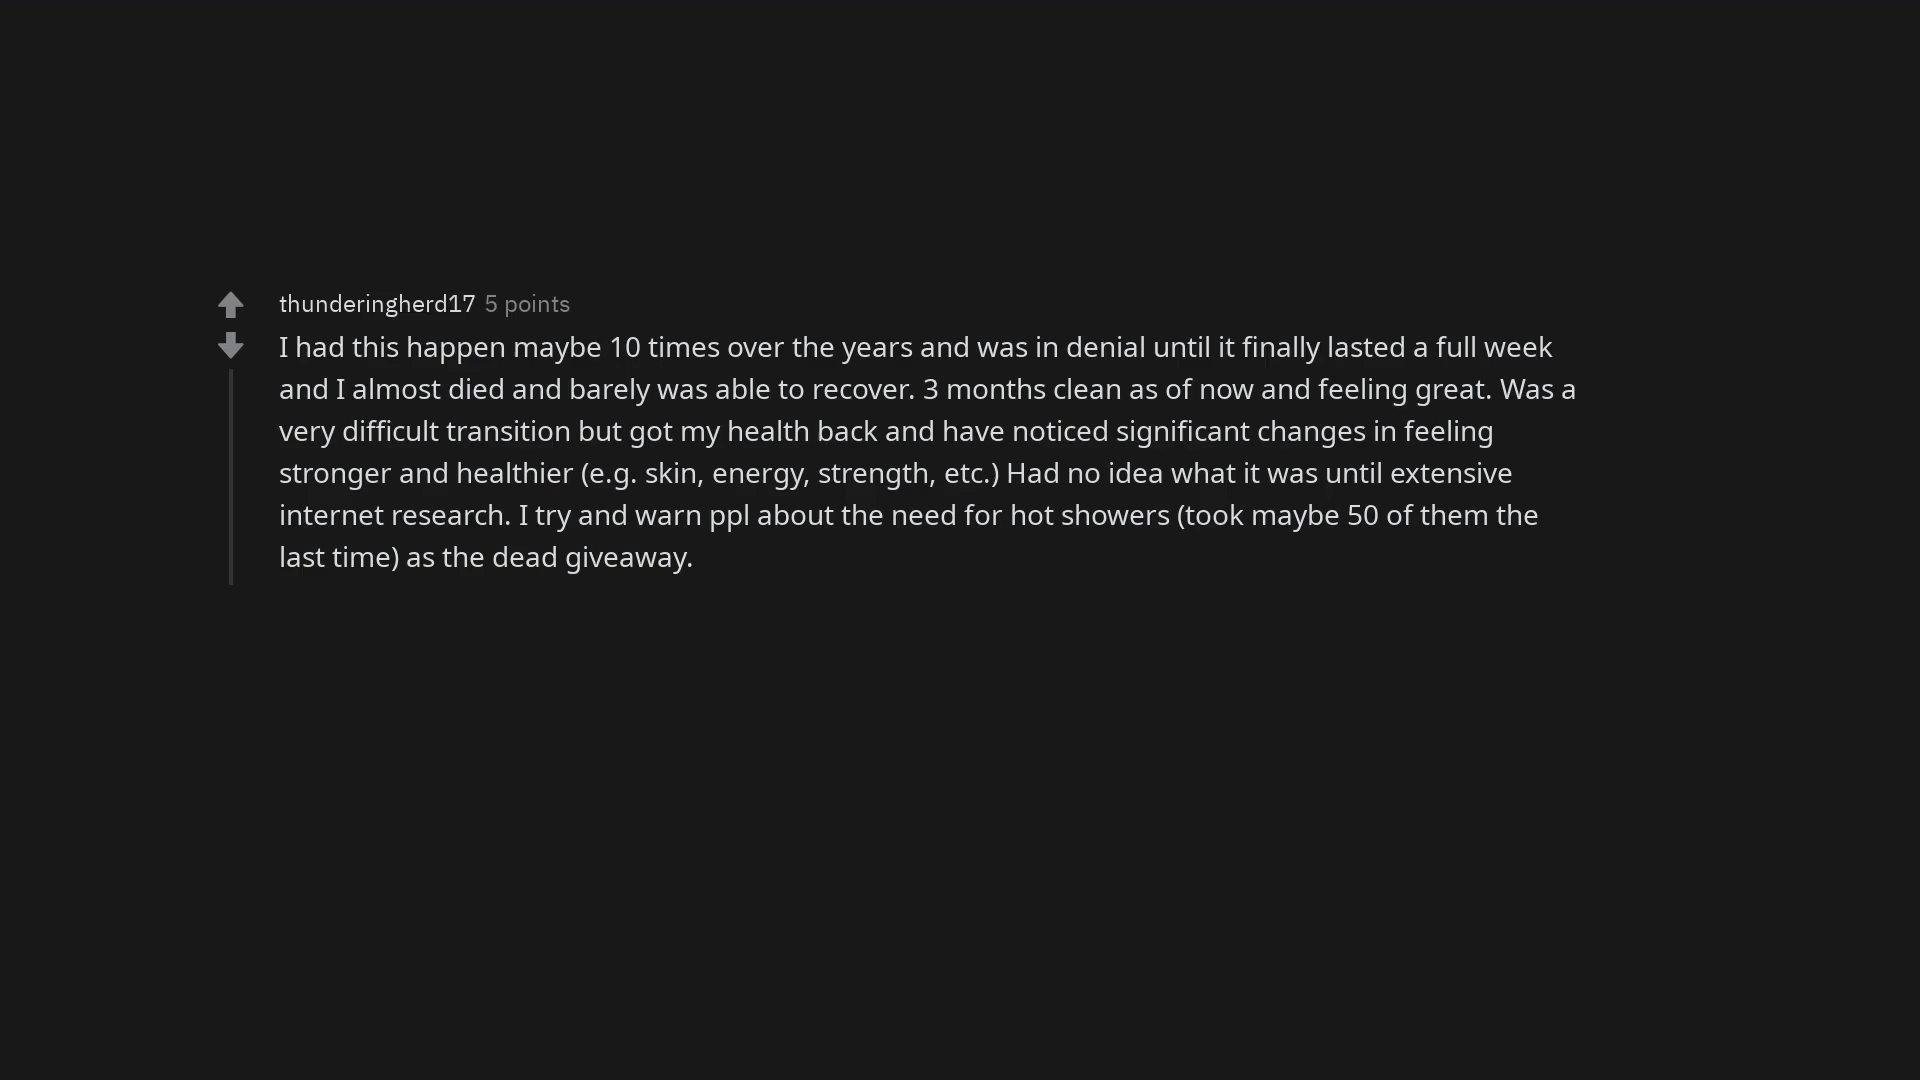 thunderingherd17 5 points
I had this happen maybe 10 times over the years and was in denial until it finally lasted a full week
and I almost died and barely was able to recover. 3 months clean as of now and feeling great. Was a
very difficult transition but got my health back and have noticed significant changes in feeling
stronger and healthier (e.g. skin, energy, strength, etc.) Had no idea what it was until extensive
internet research. I try and warn ppl about the need for hot showers (took maybe 50 of them the
last time) as the dead giveaway.